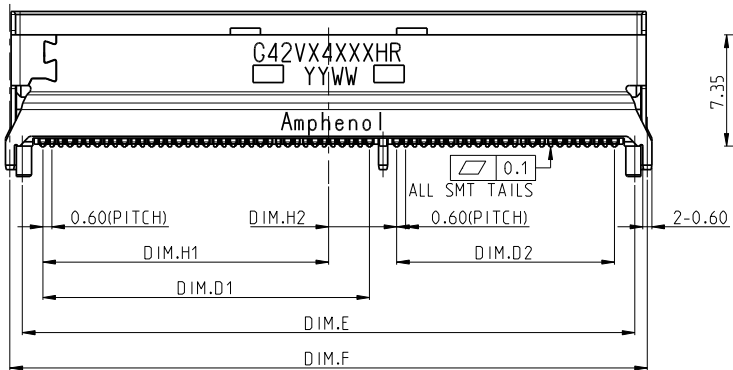 G42VX4XXXHR
YYWW
7.35
Amphenol
0.1
ALL SMT TAILS
0.60(PITCH)
DIM.H2
0.60(PITCH)
2-0.60
DIM.H1
DIM.D2
DIM.D1
DIM.E
DIM.F